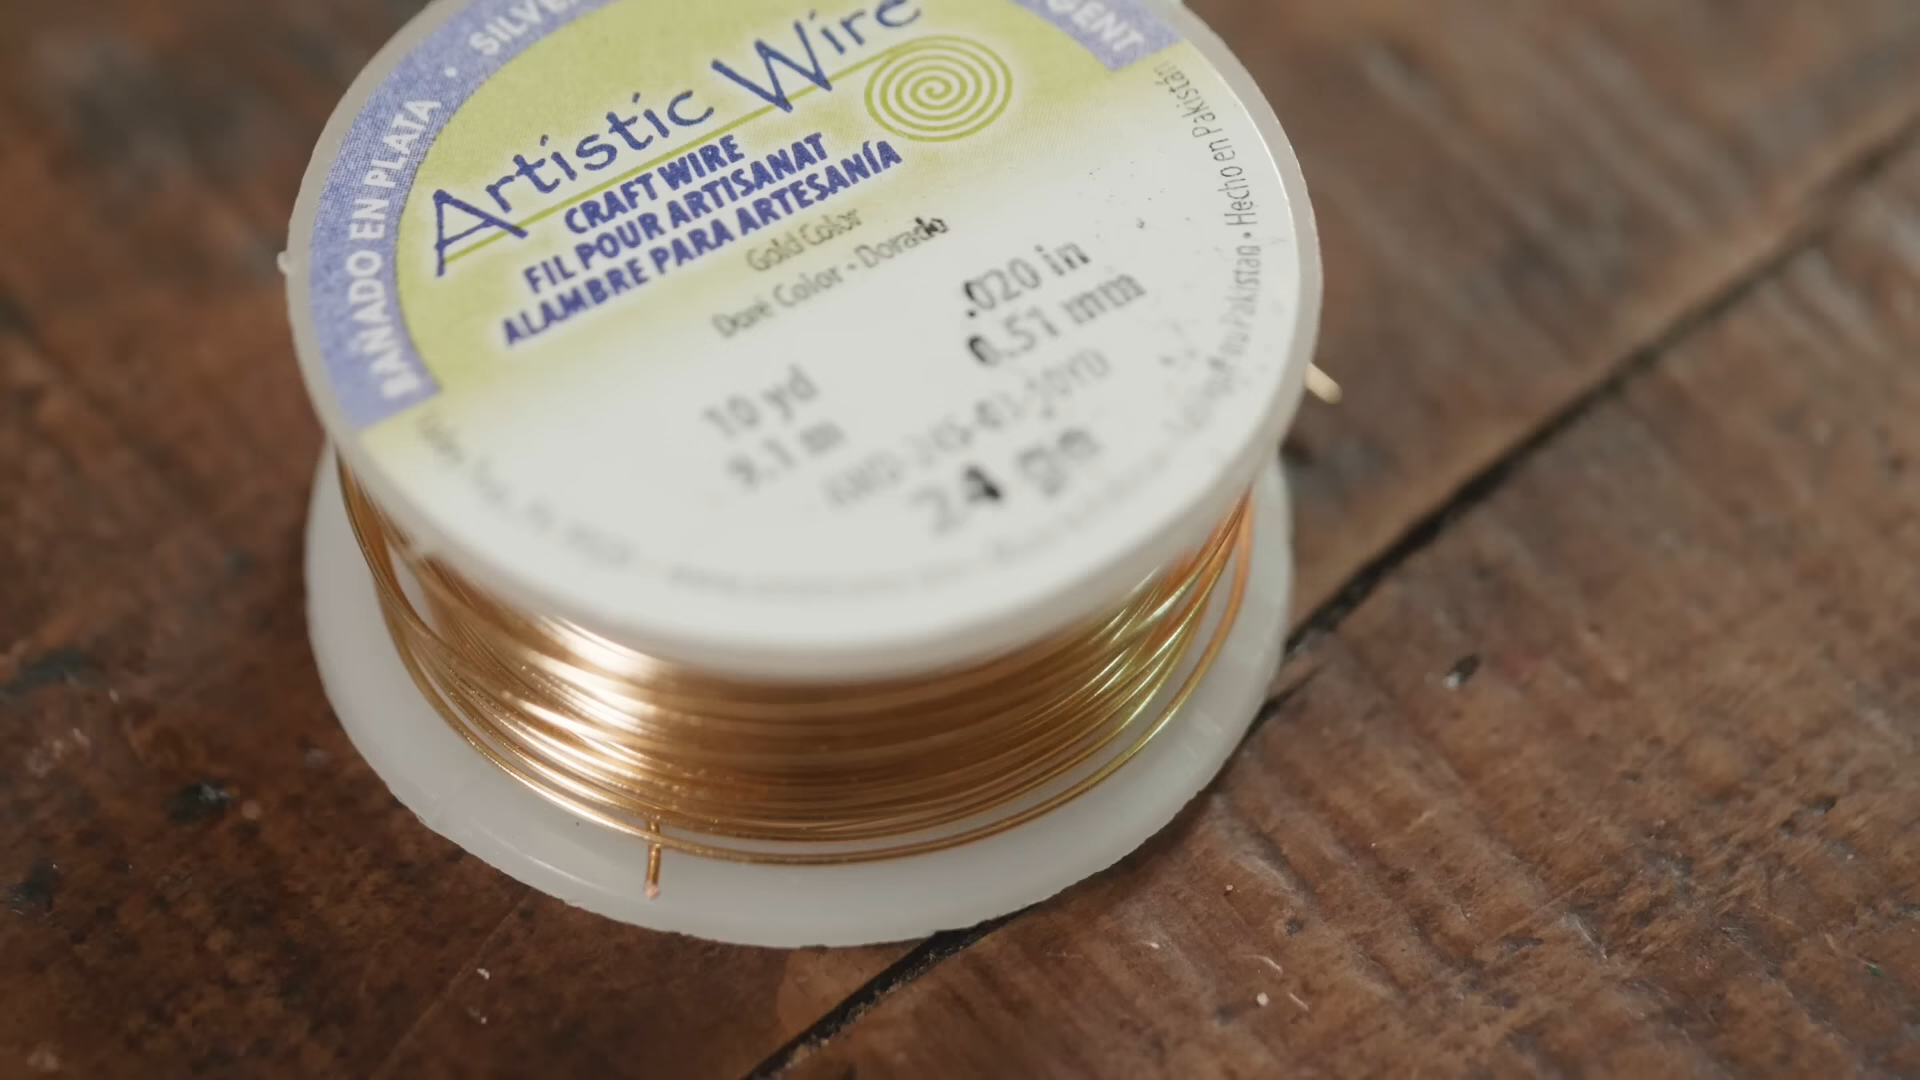 BAÑADO EN PLATA • SILVE
GENT
Artistic Wire
CRAFT WIRE
FIL POUR ARTISANAT
ALAMBRE PARA ARTESANÍA
Gold Color
Doré Color • Dorado
.020 in
0.51 mm
10 yd
9.1 m
24 ga
Pakistan • Hecho en Pakistán